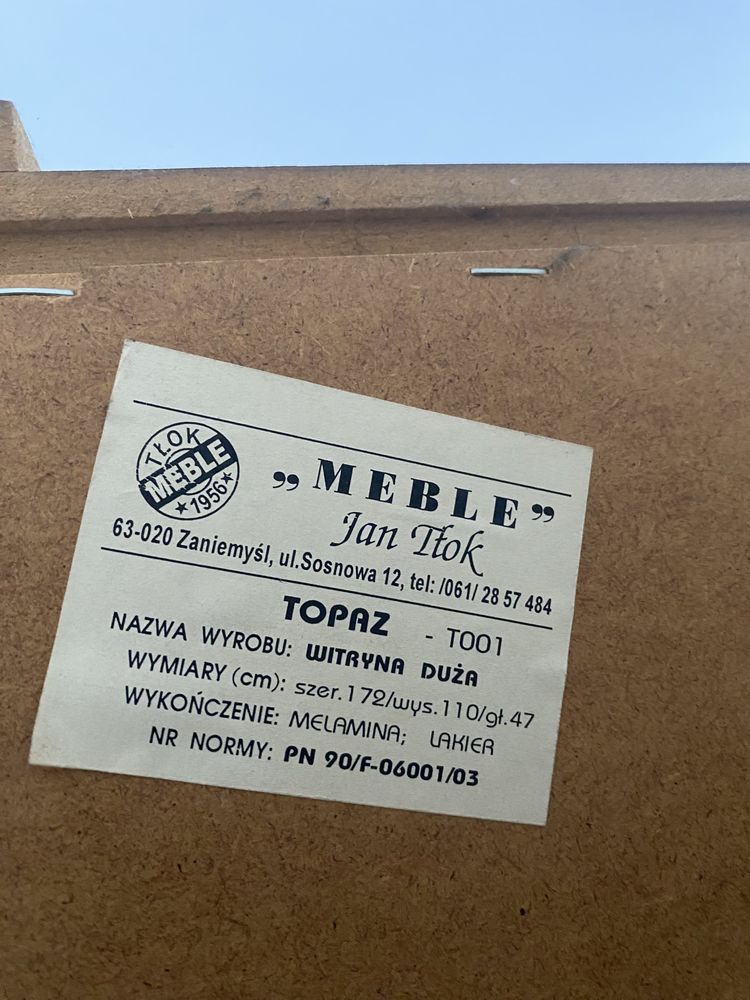 TŁOK
MEBLE
★1956★
„MEBLE”
Jan Tłok
63-020 Zaniemyśl, ul.Sosnowa 12, tel: /061/ 28 57 484
TOPAZ - T001
NAZWA WYROBU: WITRYNA DUŻA
WYMIARY (cm): szer.172/wys.110/gł.47
WYKOŃCZENIE: MELAMINA; LAKIER
NR NORMY: PN 90/F-06001/03